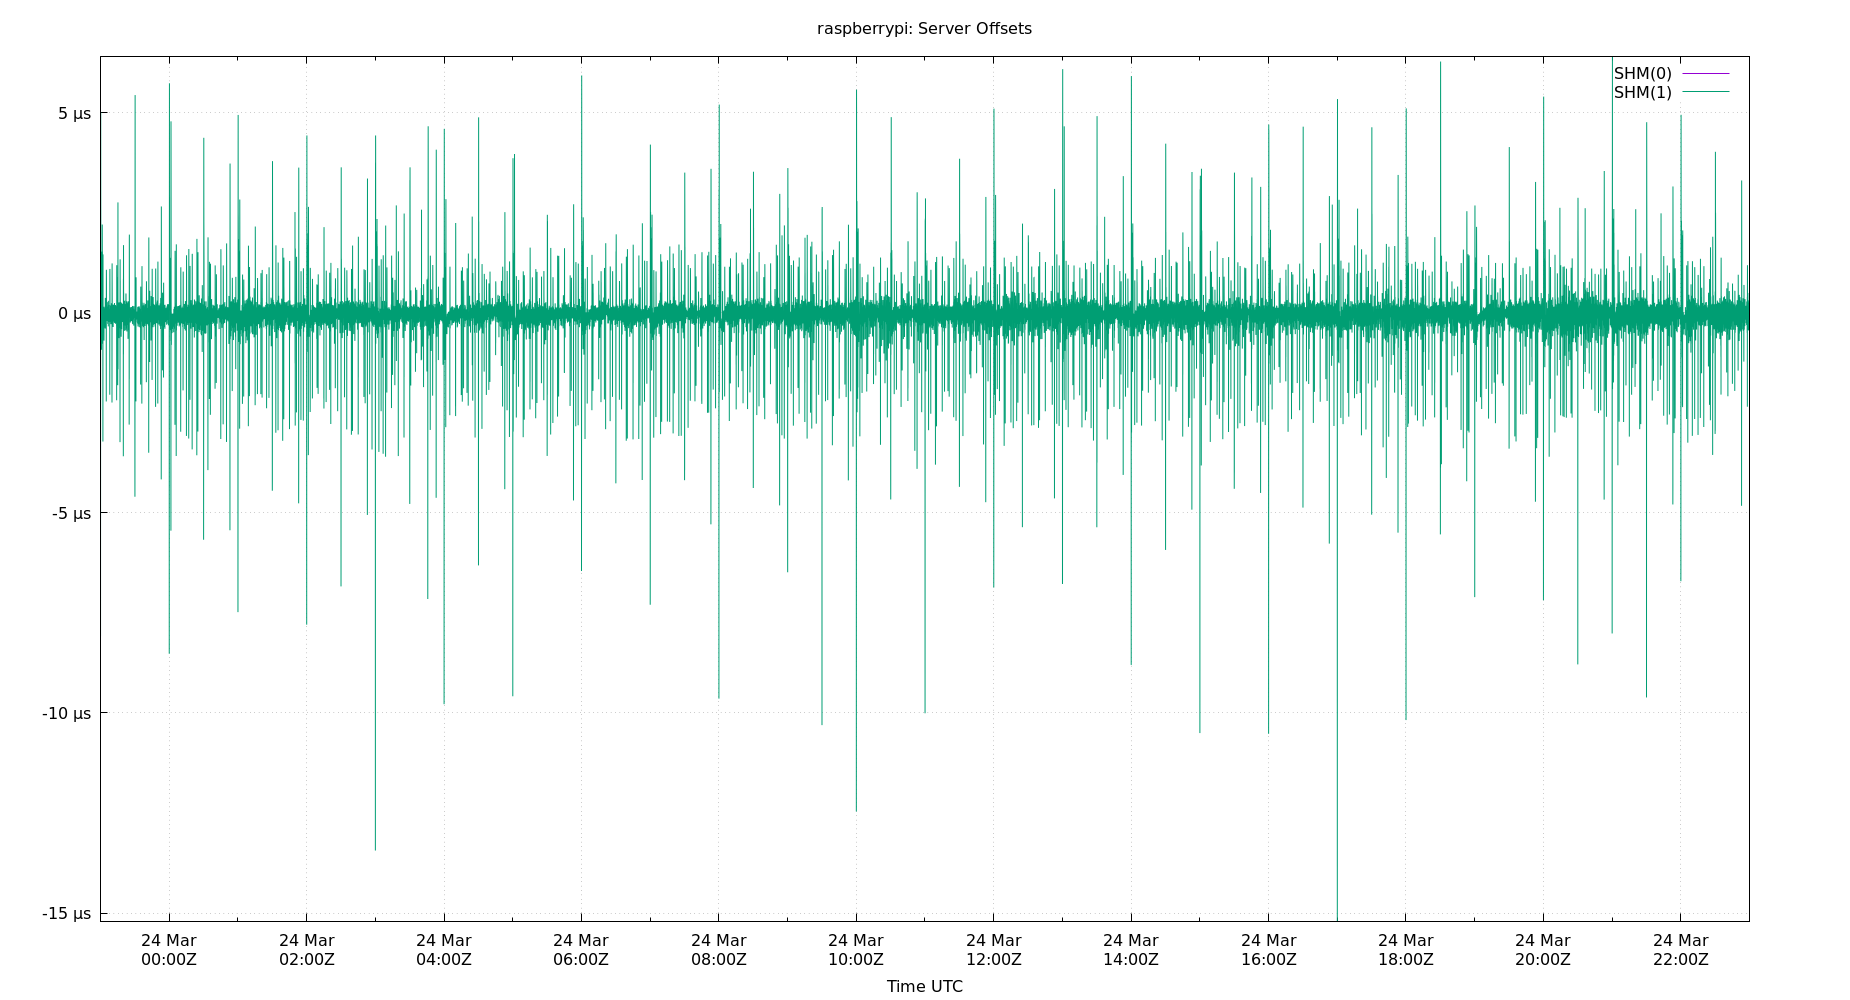 raspberrypi: Server Offsets
SHM(0)
SHM(1)
5 µs
0 µs
-5 µs
-10 µs
-15 µs
24 Mar 24 Mar 24 Mar 24 Mar 24 Mar 24 Mar 24 Mar 24 Mar 24 Mar 24 Mar 24 Mar 24 Mar
00:00Z 02:00Z 04:00Z 06:00Z 08:00Z 10:00Z 12:00Z 14:00Z 16:00Z 18:00Z 20:00Z 22:00Z
Time UTC